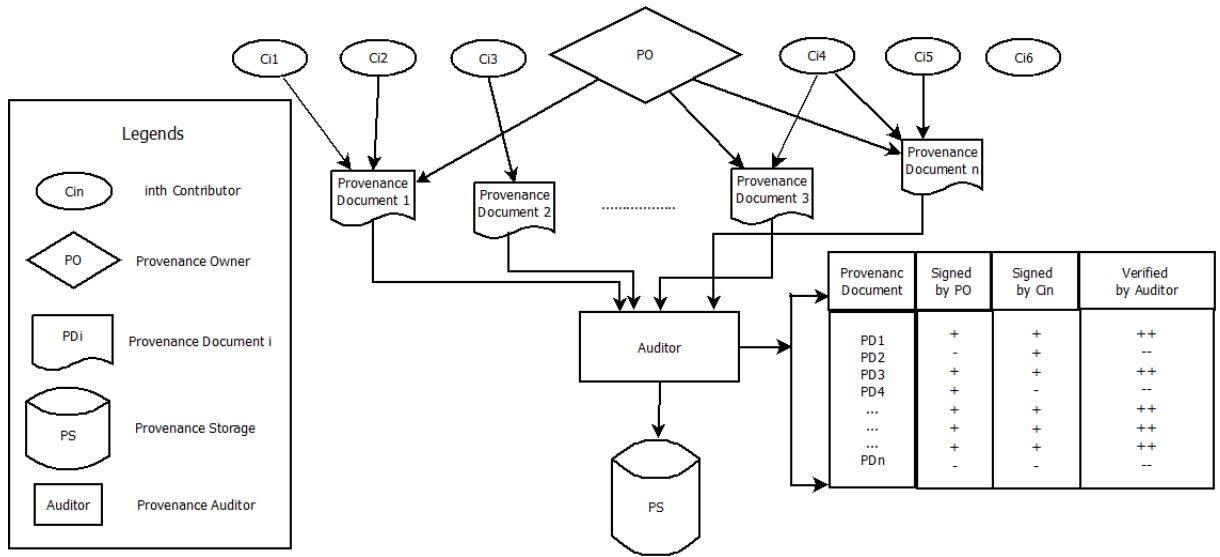 Ci1
Ci2
Ci3
PO
Ci4
Ci5
Ci6
Legends
Cin inth Contributor
PO Provenance Owner
PDi Provenance Document i
PS Provenance Storage
Auditor Provenance Auditor
Provenance
Document 1
Provenance
Document 2
..................
Provenance
Document 3
Provenance
Document n
Auditor
PS
Provenanc Signed Signed Verified
Document by PO by Cin by Auditor
PD1 + + ++
PD2 - + --
PD3 + + ++
PD4 + - --
... + + ++
... + + ++
... + + ++
PDn - - --